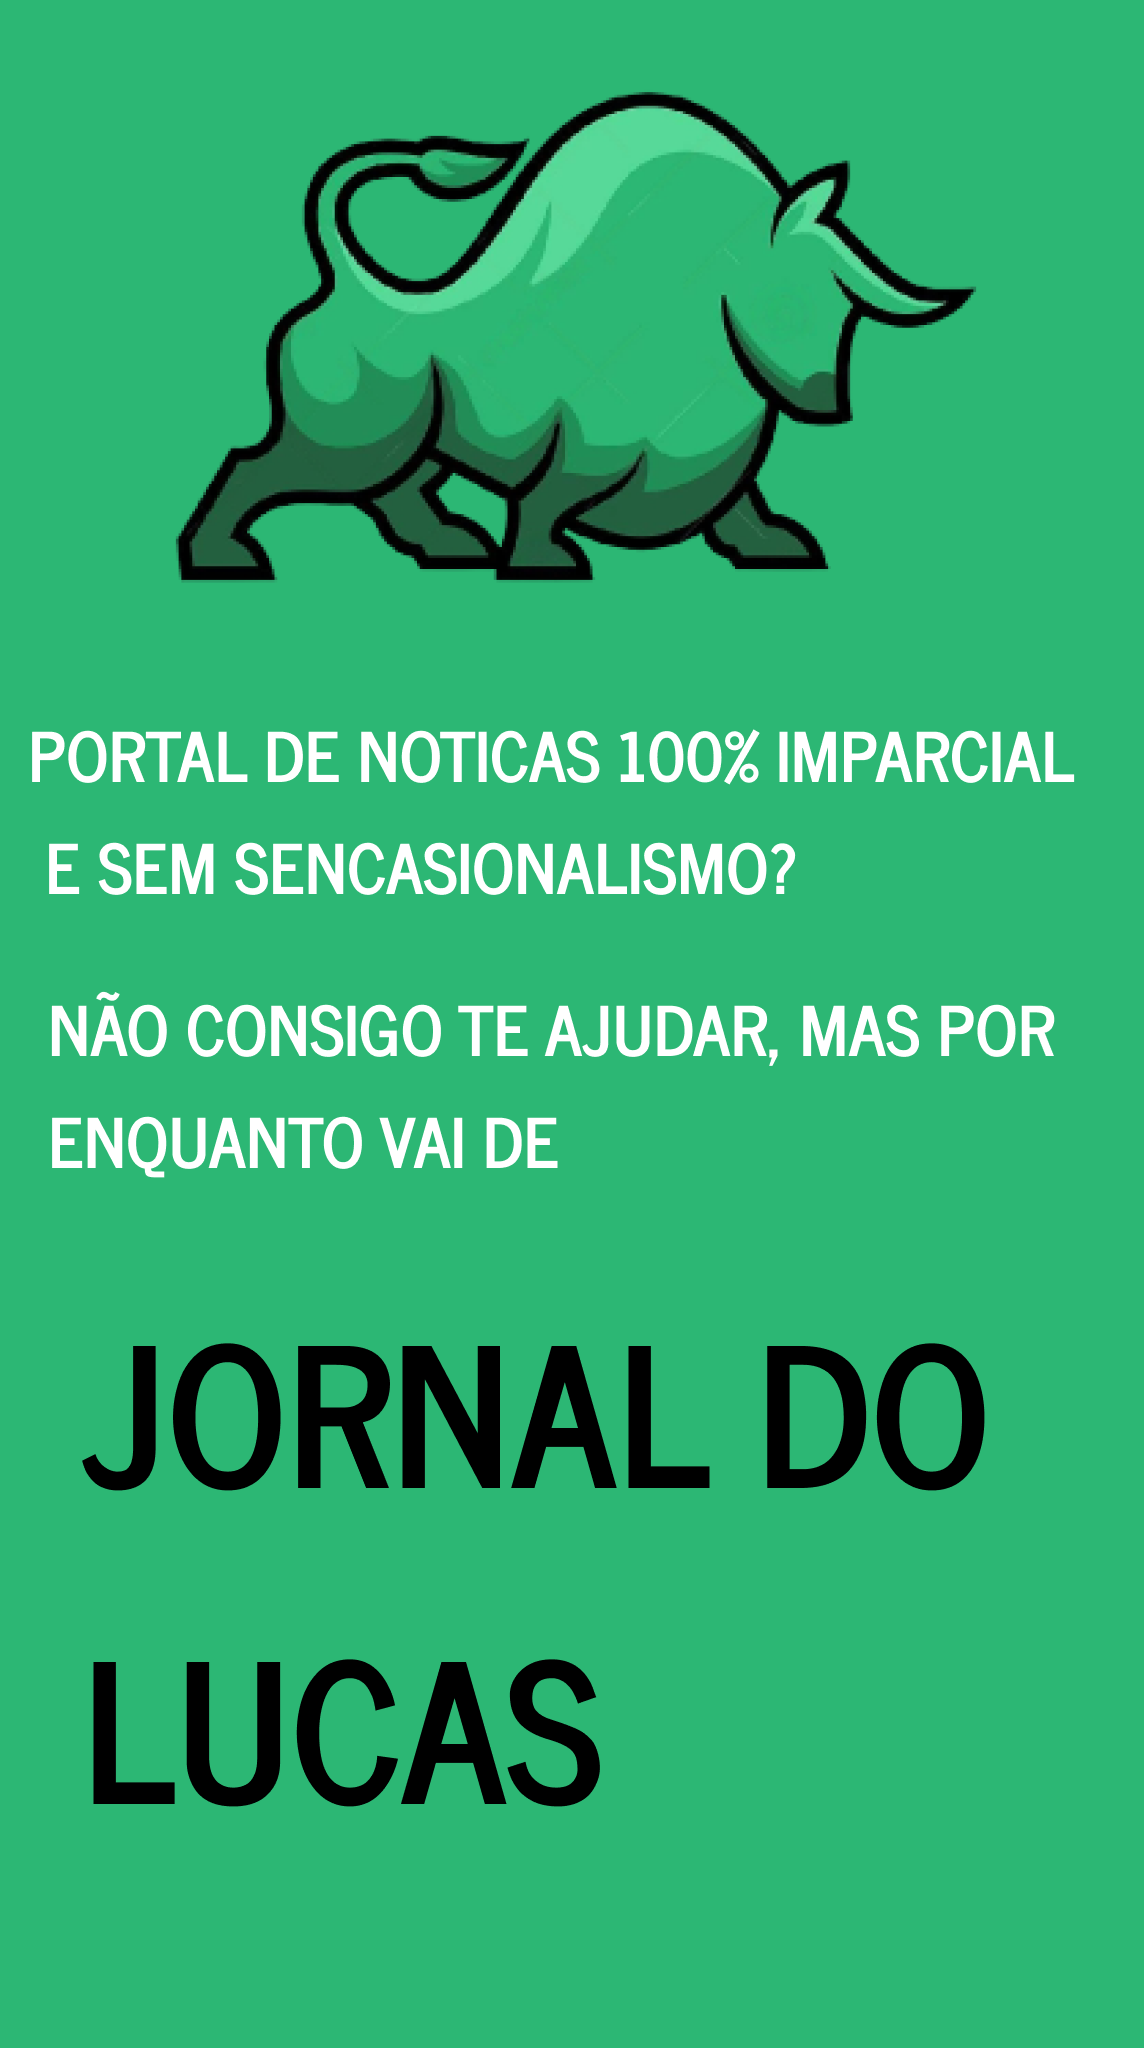 PORTAL DE NOTICAS 100% IMPARCIAL
E SEM SENCASIONALISMO?
NÃO CONSIGO TE AJUDAR, MAS POR
ENQUANTO VAI DE
JORNAL DO
LUCAS